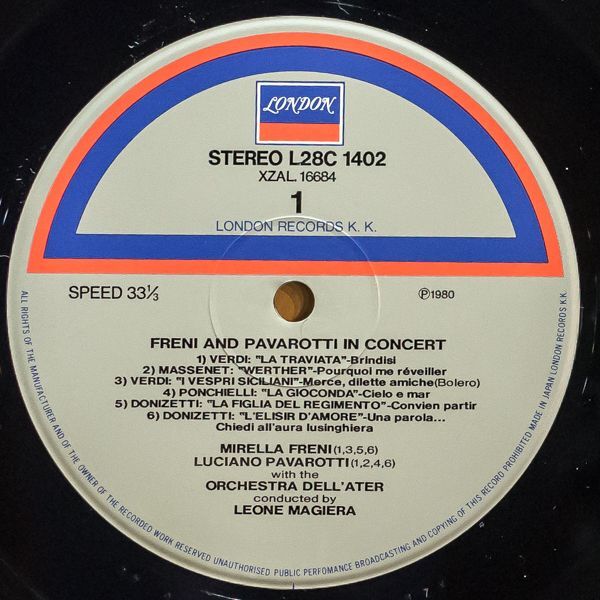 LONDON
STEREO L28C 1402
XZAL. 16684
1
LONDON RECORDS K. K.
SPEED 33⅓
Ⓟ1980
FRENI AND PAVAROTTI IN CONCERT
1) VERDI: "LA TRAVIATA"-Brindisi
2) MASSENET: "WERTHER"-Pourquoi me réveiller
3) VERDI: "I VESPRI SICILIANI"-Merce, dilette amiche(Bolero)
4) PONCHIELLI: "LA GIOCONDA"-Cielo e mar
5) DONIZETTI: "LA FIGLIA DEL REGIMENTO"-Convien partir
6) DONIZETTI: "L'ELISIR D'AMORE"-Una parola...
Chiedi all'aura lusinghiera
MIRELLA FRENI(1,3,5,6)
LUCIANO PAVAROTTI(1,2,4,6)
with the
ORCHESTRA DELL'ATER
conducted by
LEONE MAGIERA
ALL RIGHTS OF THE MANUFACTURER AND OF THE OWNER OF THE RECORDED WORK RESERVED UNAUTHORISED PUBLIC PERFOMANCE BROADCASTING AND COPYING OF THIS RECORD PROHIBITED MADE IN JAPAN LONDON RECORDS K.K.